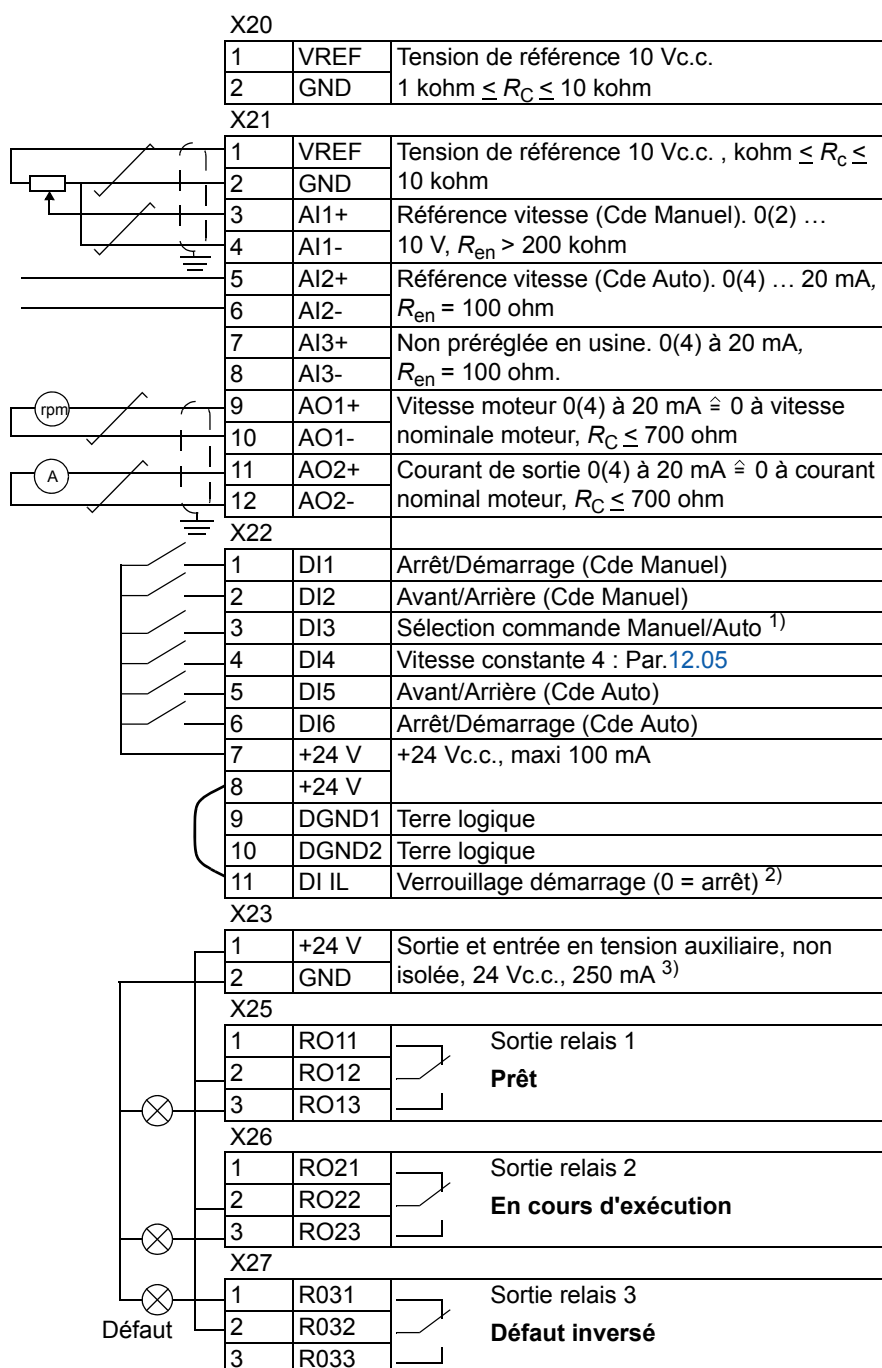 X20
1 VREF Tension de référence 10 Vc.c.
2 GND 1 kohm ≤ RC ≤ 10 kohm
X21
1 VREF Tension de référence 10 Vc.c. , kohm ≤ Rc ≤
2 GND 10 kohm
3 AI1+ Référence vitesse (Cde Manuel). 0(2) …
4 AI1- 10 V, Ren > 200 kohm
5 AI2+ Référence vitesse (Cde Auto). 0(4) … 20 mA,
6 AI2- Ren = 100 ohm
7 AI3+ Non préréglée en usine. 0(4) à 20 mA,
8 AI3- Ren = 100 ohm.
rpm 9 AO1+ Vitesse moteur 0(4) à 20 mA ≙ 0 à vitesse
10 AO1- nominale moteur, RC ≤ 700 ohm
A 11 AO2+ Courant de sortie 0(4) à 20 mA ≙ 0 à courant
12 AO2- nominal moteur, RC ≤ 700 ohm
X22
1 DI1 Arrêt/Démarrage (Cde Manuel)
2 DI2 Avant/Arrière (Cde Manuel)
3 DI3 Sélection commande Manuel/Auto 1)
4 DI4 Vitesse constante 4 : Par.12.05
5 DI5 Avant/Arrière (Cde Auto)
6 DI6 Arrêt/Démarrage (Cde Auto)
7 +24 V +24 Vc.c., maxi 100 mA
8 +24 V
9 DGND1 Terre logique
10 DGND2 Terre logique
11 DI IL Verrouillage démarrage (0 = arrêt) 2)
X23
1 +24 V Sortie et entrée en tension auxiliaire, non
2 GND isolée, 24 Vc.c., 250 mA 3)
X25
1 RO11 Sortie relais 1
2 RO12 Prêt
3 RO13
X26
1 RO21 Sortie relais 2
2 RO22 En cours d'exécution
3 RO23
X27
1 R031 Sortie relais 3
Défaut 2 R032 Défaut inversé
3 R033